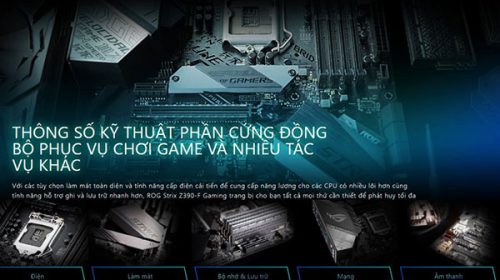 OF GAMERS
THÔNG SỐ KỸ THUẬT PHẦN CỨNG ĐỒNG
BỘ PHỤC VỤ CHƠI GAME VÀ NHIỀU TÁC
VỤ KHÁC
Với các tùy chọn làm mát toàn diện và tính năng cấp điện cải tiến để cung cấp năng lượng cho các CPU có nhiều lõi hơn cùng
tính năng hỗ trợ ghi và lưu trữ nhanh hơn, ROG Strix Z390-F Gaming trang bị cho bạn tất cả mọi thứ cần thiết để phát huy tối đa
Điện
Làm mát
Bộ nhớ & Lưu trữ
Mạng
Âm thanh